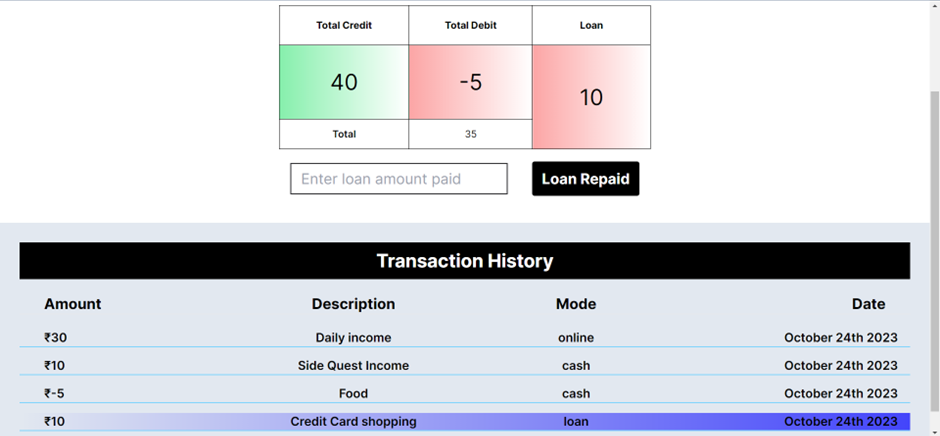 Total Credit Total Debit Loan
40 -5 10
Total 35
Enter loan amount paid Loan Repaid
Transaction History
Amount Description Mode Date
₹30 Daily income online October 24th 2023
₹10 Side Quest Income cash October 24th 2023
₹-5 Food cash October 24th 2023
₹10 Credit Card shopping loan October 24th 2023